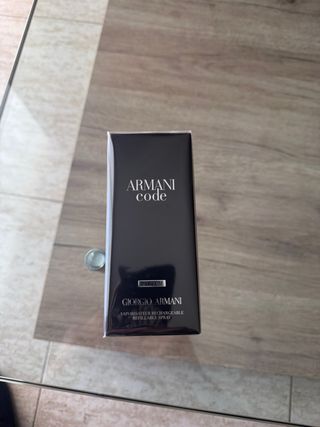 ARMANI
code
GIORGIO ARMANI
VAPORISATEUR RECHARGEABLE
REFILLABLE SPRAY